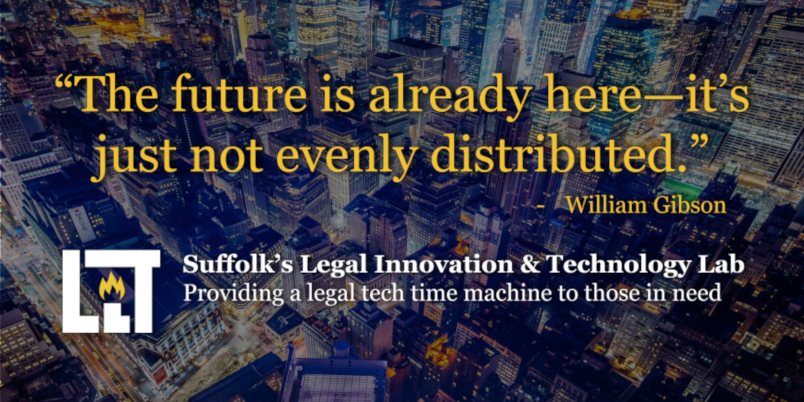 “The future is already here—it’s
just not evenly distributed.”
- William Gibson
LIT
Suffolk’s Legal Innovation & Technology Lab
Providing a legal tech time machine to those in need